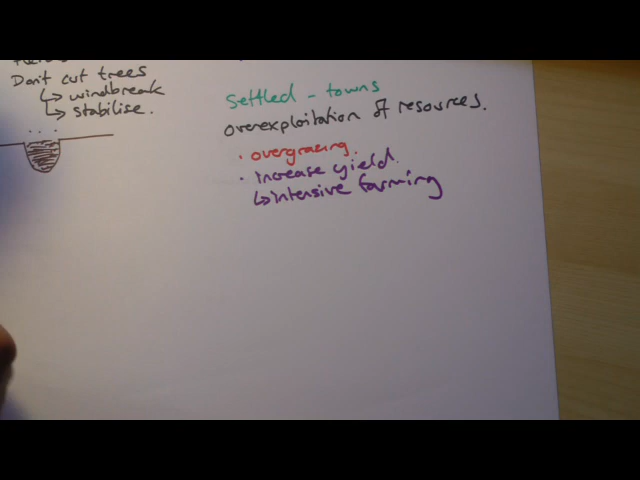 Don't cut trees
↳ windbreak
↳ stabilise.
Settled - towns
overexploitation of resources.
• overgrazing.
• increase yield.
↳ intensive farming